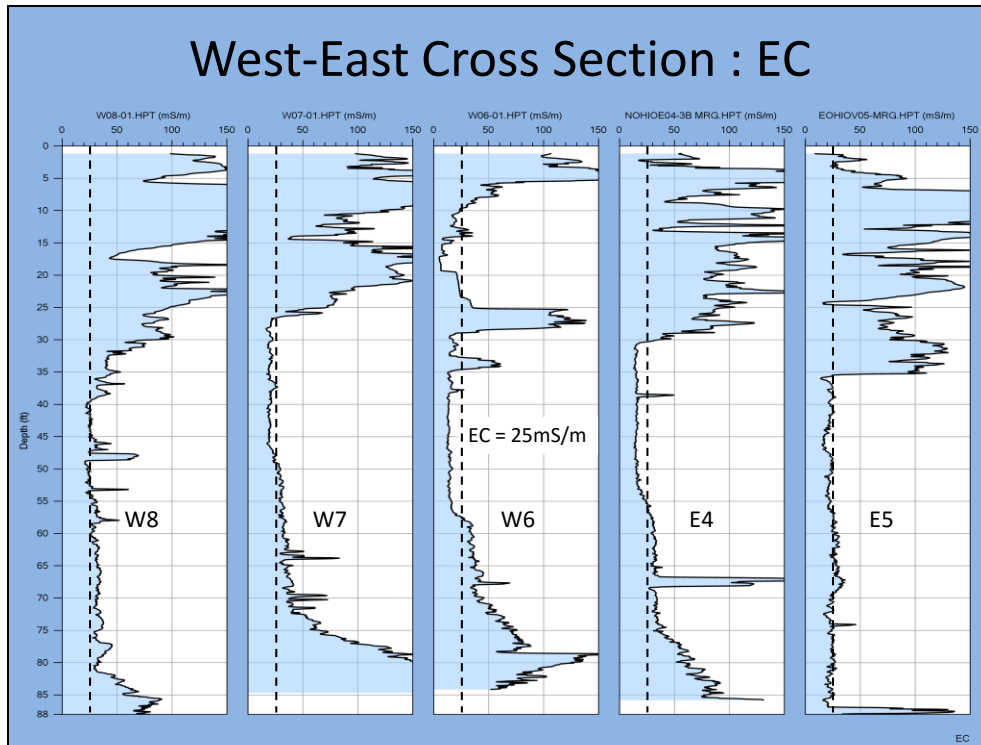 West-East Cross Section : EC
W08-01.HPT (mS/m)
W07-01.HPT (mS/m)
W06-01.HPT (mS/m)
NOHIOE04-3B MRG.HPT (mS/m)
EOHIOV05-MRG.HPT (mS/m)
0 50 100 150
0 50 100 150
0 50 100 150
0 50 100 150
0 50 100 150
0
5
10
15
20
25
30
35
40
45
50
55
60
65
70
75
80
85
88
Depth (ft)
EC = 25mS/m
W8
W7
W6
E4
E5
EC